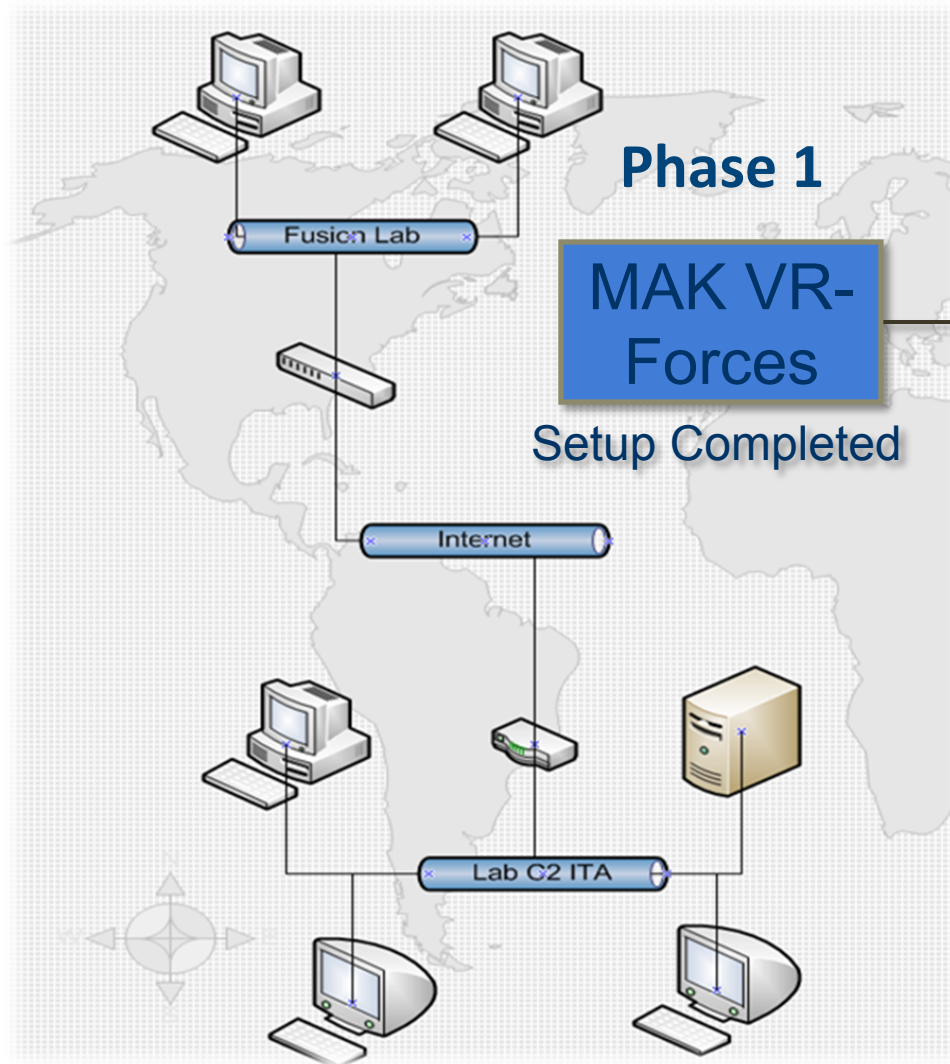 Phase 1
Fusion Lab
MAK VR-
Forces
Setup Completed
Internet
Lab C2 ITA